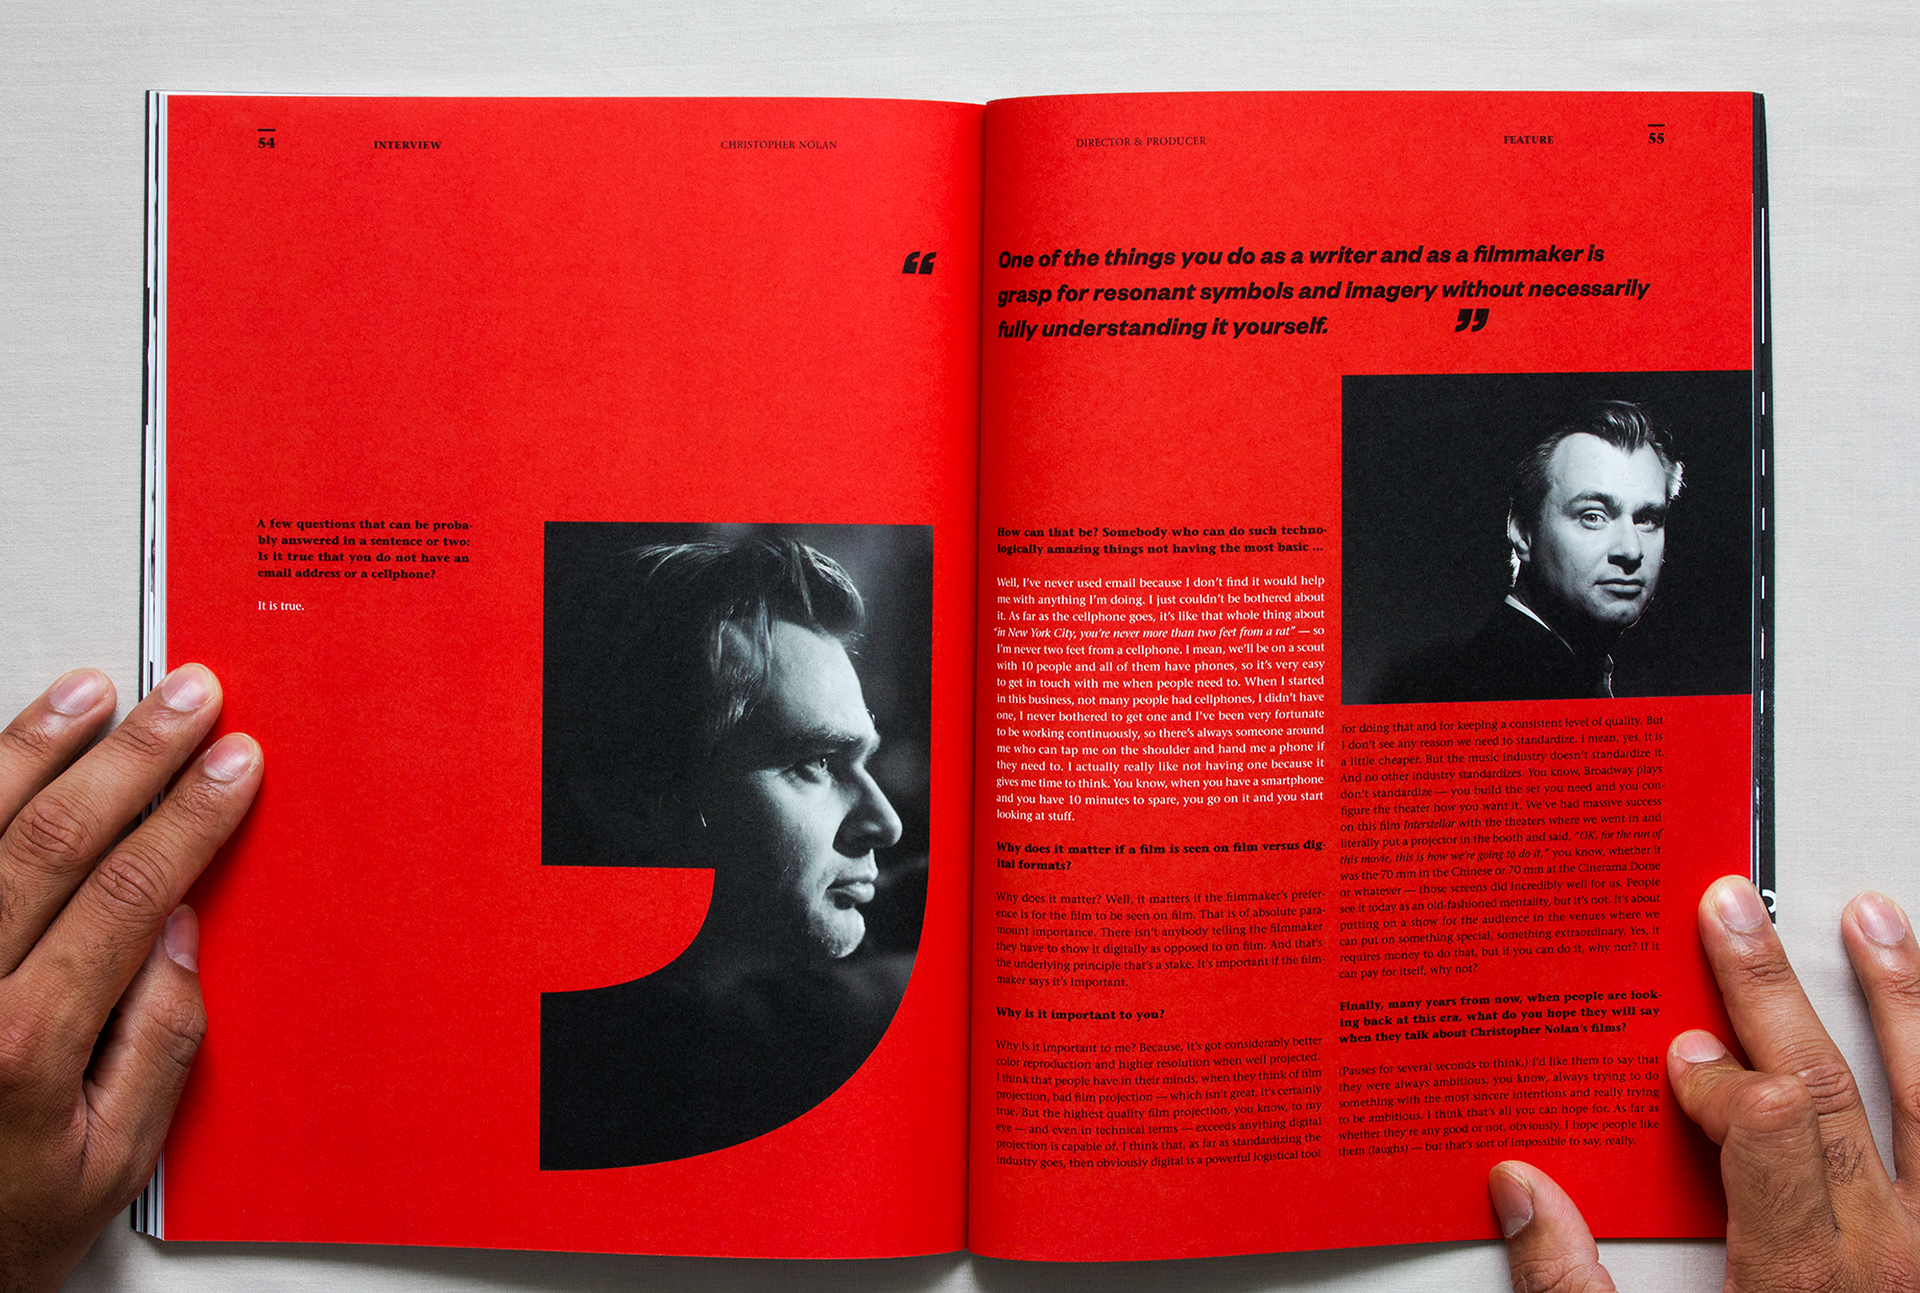 54
INTERVIEW
CHRISTOPHER NOLAN
A few questions that can be proba-
bly answered in a sentence or two:
Is it true that you do not have an
email address or a cellphone?
It is true.
DIRECTOR & PRODUCER
FEATURE
55
“One of the things you do as a writer and as a filmmaker is
grasp for resonant symbols and imagery without necessarily
fully understanding it yourself.”
How can that be? Somebody who can do such techno-
logically amazing things not having the most basic ...
Well, I've never used email because I don't find it would help
me with anything I'm doing. I just couldn't be bothered about
it. As far as the cellphone goes, it's like that whole thing about
“in New York City, you're never more than two feet from a rat” — so
I'm never two feet from a cellphone. I mean, we'll be on a scout
with 10 people and all of them have phones, so it's very easy
to get in touch with me when people need to. When I started
in this business, not many people had cellphones, I didn't have
one, I never bothered to get one and I've been very fortunate
to be working continuously, so there's always someone around
me who can tap me on the shoulder and hand me a phone if
they need to. I actually really like not having one because it
gives me time to think. You know, when you have a smartphone
and you have 10 minutes to spare, you go on it and you start
looking at stuff.
Why does it matter if a film is seen on film versus dig-
ital formats?
Why does it matter? Well, it matters if the filmmaker's prefer-
ence is for the film to be seen on film. That is of absolute para-
mount importance. There isn't anybody telling the filmmaker
they have to show it digitally as opposed to on film. And that's
the underlying principle that's a stake. It's important if the film-
maker says it's important.
Why is it important to you?
Why is it important to me? Because, it's got considerably better
color reproduction and higher resolution when well projected.
I think that people have in their minds, when they think of film
projection, bad film projection — which isn't great, it's certainly
true. But the highest quality film projection, you know, to my
eye — and even in technical terms — exceeds anything digital
projection is capable of. I think that, as far as standardizing the
industry goes, then obviously digital is a powerful logistical tool
for doing that and for keeping a consistent level of quality. But
I don't see any reason we need to standardize. I mean, yes, it is
a little cheaper. But the music industry doesn't standardize it.
And no other industry standardizes. You know, Broadway plays
don't standardize — you build the set you need and you con-
figure the theater how you want it. We've had massive success
on this film Interstellar with the theaters where we went in and
literally put a projector in the booth and said, “OK, for the run of
this movie, this is how we're going to do it,” you know, whether it
was the 70 mm in the Chinese or 70 mm at the Cinerama Dome
or whatever — those screens did incredibly well for us. People
see it today as an old-fashioned mentality, but it's not. It's about
putting on a show for the audience in the venues where we
can put on something special, something extraordinary. Yes, it
requires money to do that, but if you can do it, why not? If it
can pay for itself, why not?
Finally, many years from now, when people are look-
ing back at this era, what do you hope they will say
when they talk about Christopher Nolan's films?
(Pauses for several seconds to think.) I'd like them to say that
they were always ambitious, you know, always trying to do
something with the most sincere intentions and really trying
to be ambitious. I think that's all you can hope for. As far as
whether they're any good or not, obviously, I hope people like
them (laughs) — but that's sort of impossible to say, really.